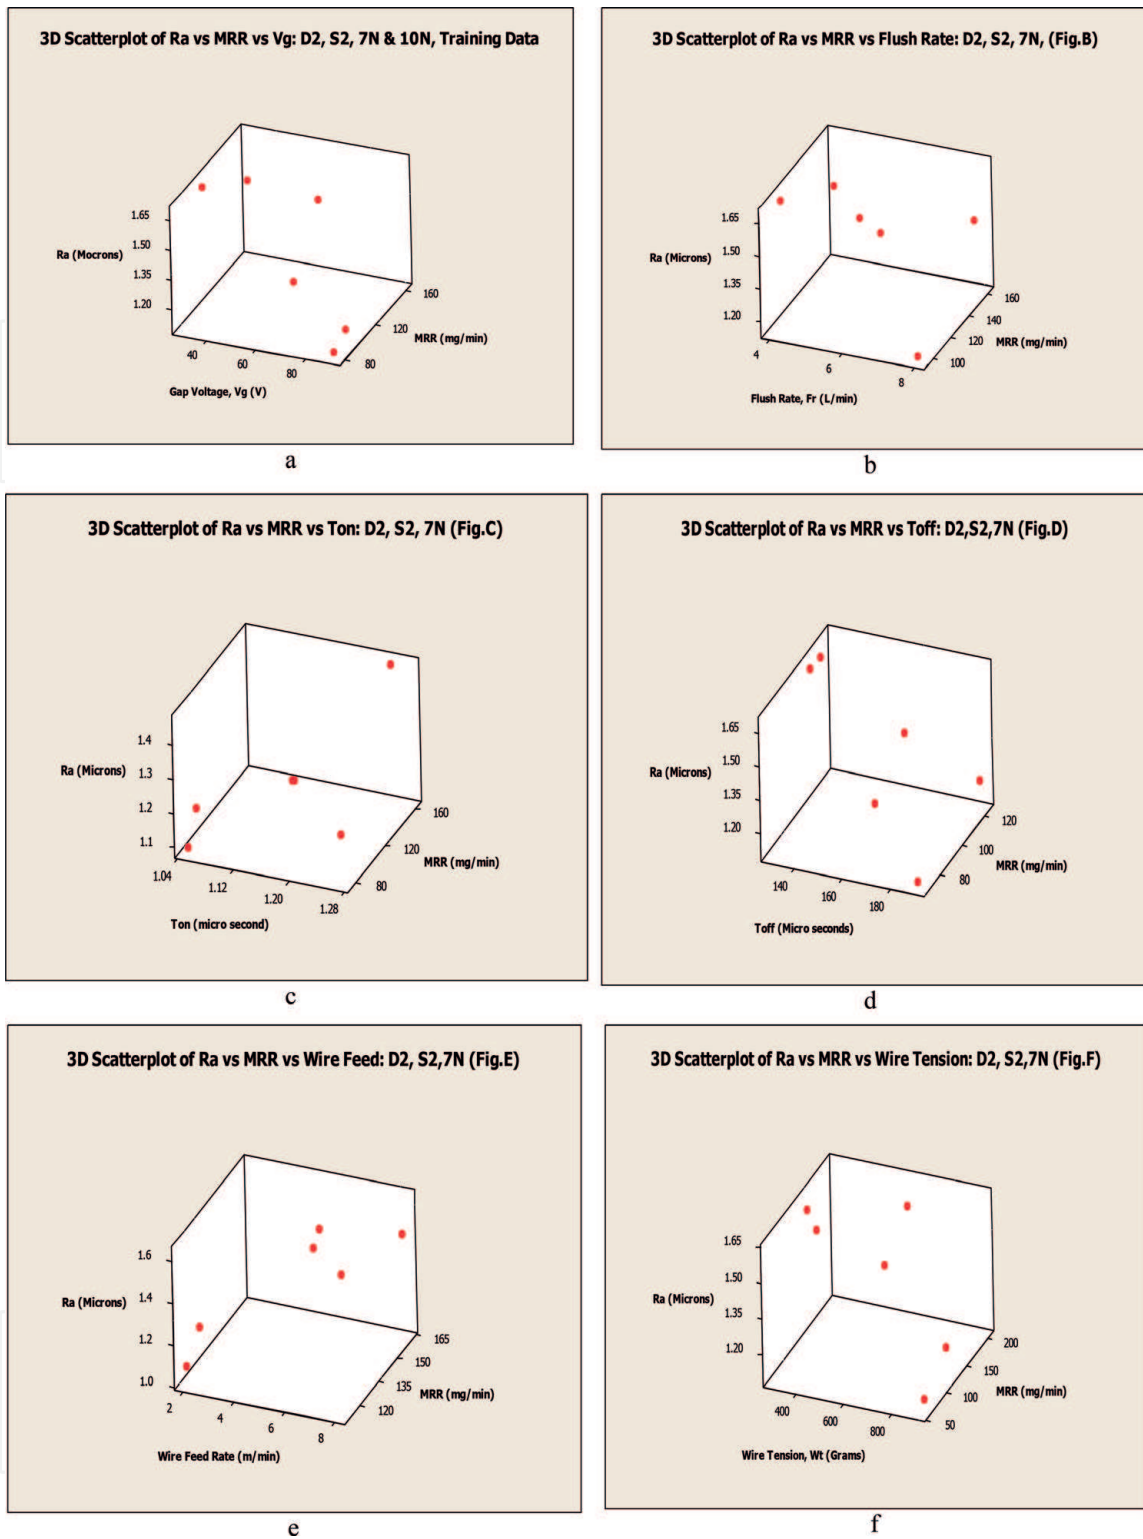 3D Scatterplot of Ra vs MRR vs Vg: D2, S2, 7N & 10N, Training Data
1.65
1.50
1.35
1.20
Ra (Mocrons)
160
120
80
MRR (mg/min)
40
60
80
Gap Voltage, Vg (V)
a
3D Scatterplot of Ra vs MRR vs Flush Rate: D2, S2, 7N, (Fig.B)
1.65
1.50
1.35
1.20
Ra (Microns)
160
140
120
100
MRR (mg/min)
4
6
8
Flush Rate, Fr (L/min)
b
3D Scatterplot of Ra vs MRR vs Ton: D2, S2, 7N (Fig.C)
1.4
1.3
1.2
1.1
Ra (Microns)
160
120
80
MRR (mg/min)
1.04
1.12
1.20
1.28
Ton (micro second)
c
3D Scatterplot of Ra vs MRR vs Toff: D2,S2,7N (Fig.D)
1.65
1.50
1.35
1.20
Ra (Microns)
120
100
80
MRR (mg/min)
140
160
180
Toff (Micro seconds)
d
3D Scatterplot of Ra vs MRR vs Wire Feed: D2, S2,7N (Fig.E)
1.6
1.4
1.2
1.0
Ra (Microns)
165
150
135
120
MRR (mg/min)
2
4
6
8
Wire Feed Rate (m/min)
e
3D Scatterplot of Ra vs MRR vs Wire Tension: D2, S2,7N (Fig.F)
1.65
1.50
1.35
1.20
Ra (Microns)
200
150
100
50
MRR (mg/min)
400
600
800
Wire Tension, Wt (Grams)
f